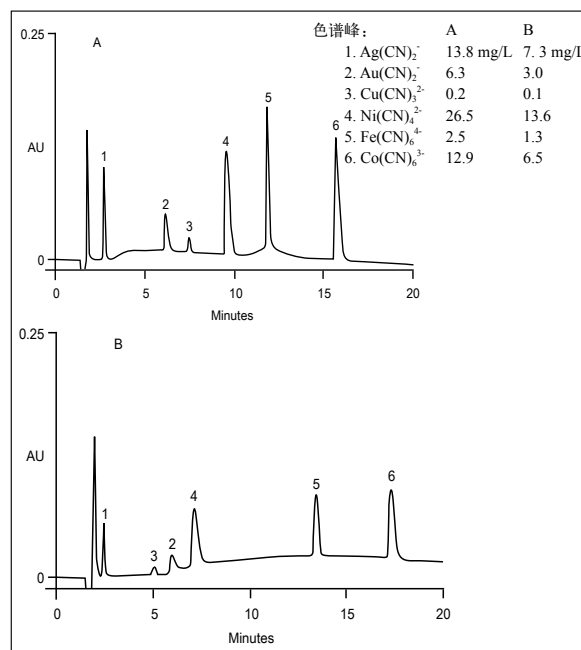 0.25
A
色谱峰： A B
1. Ag(CN)₂⁻ 13.8 mg/L 7. 3 mg/L
2. Au(CN)₂⁻ 6.3 3.0
3. Cu(CN)₃²⁻ 0.2 0.1
4. Ni(CN)₄²⁻ 26.5 13.6
5. Fe(CN)₆⁴⁻ 2.5 1.3
6. Co(CN)₆³⁻ 12.9 6.5
AU
1 2 3 4 5 6
0
0 5 10 15 20
Minutes
0.25
B
AU
1 3 2 4 5 6
0
0 5 10 15 20
Minutes